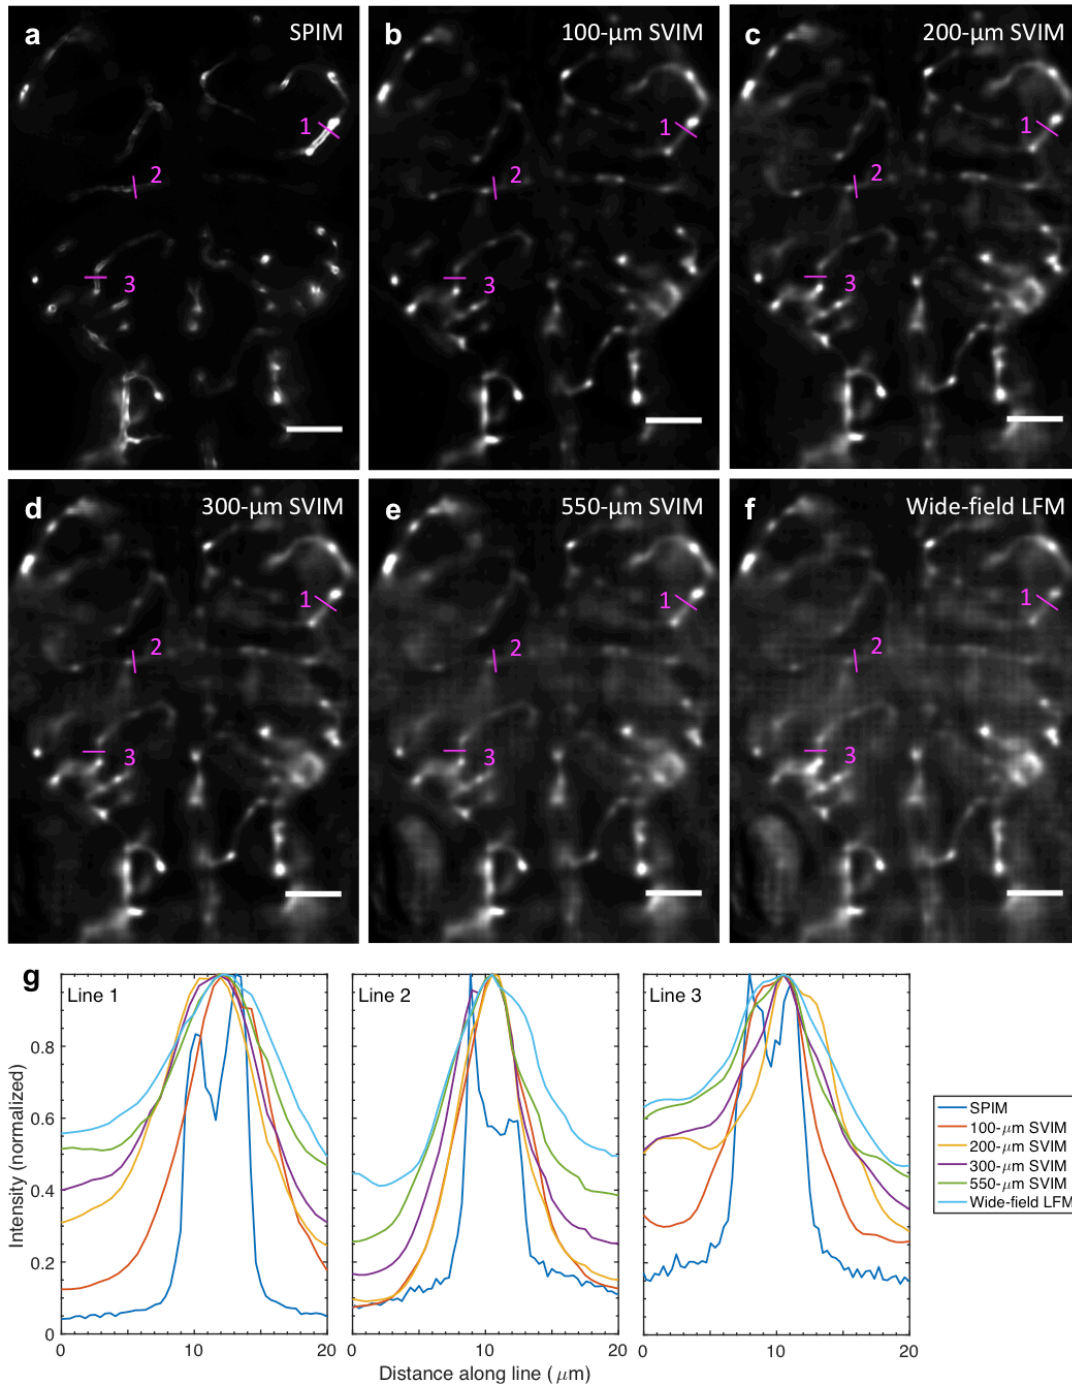 a SPIM
1
2
3
b 100-μm SVIM
1
2
3
c 200-μm SVIM
1
2
3
d 300-μm SVIM
1
2
3
e 550-μm SVIM
1
2
3
f Wide-field LFM
1
2
3
g
Line 1
Line 2
Line 3
Intensity (normalized)
0.8
0.6
0.4
0.2
0
0 10 20
0 10 20
0 10 20
Distance along line (μm)
SPIM
100-μm SVIM
200-μm SVIM
300-μm SVIM
550-μm SVIM
Wide-field LFM